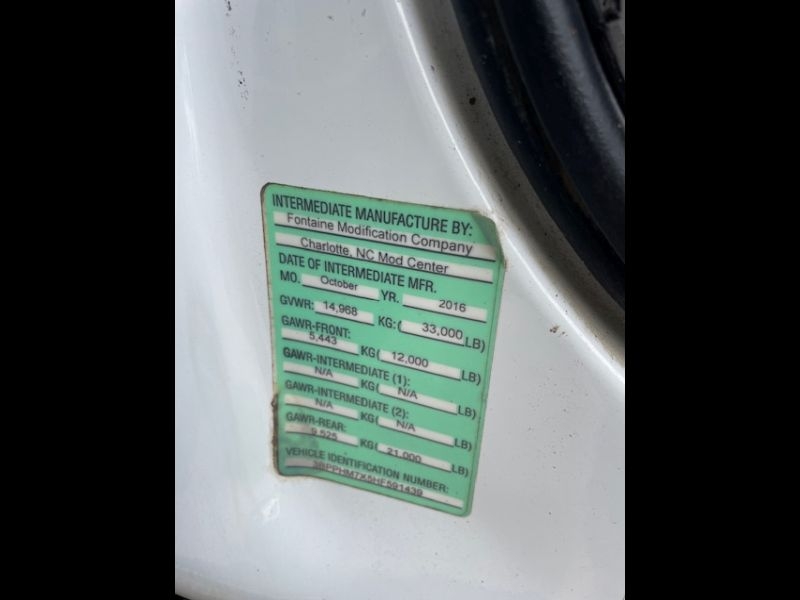 INTERMEDIATE MANUFACTURE BY:
Fontaine Modification Company
Charlotte, NC Mod Center
DATE OF INTERMEDIATE MFR.
MO. October YR. 2016
GVWR: 14,968 KG:( 33,000 LB)
GAWR-FRONT:
5,443 KG( 12,000 LB)
GAWR-INTERMEDIATE (1):
N/A KG( N/A LB)
GAWR-INTERMEDIATE (2):
N/A KG( N/A LB)
GAWR-REAR:
9,525 KG( 21,000 LB)
VEHICLE IDENTIFICATION NUMBER:
3BPPHM7X5HF591439